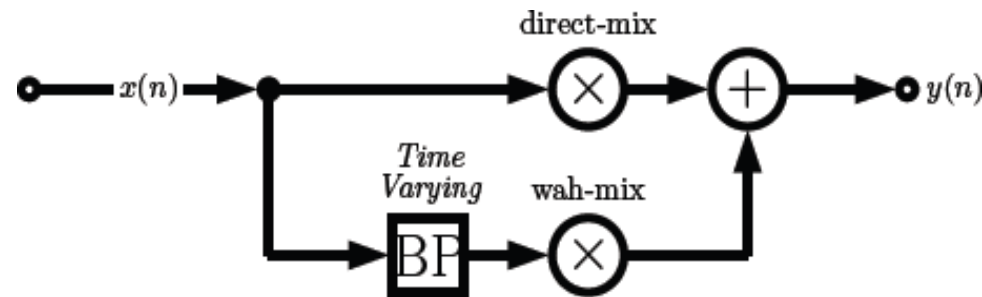 direct-mix
x(n)
×
+
y(n)
Time
Varying
wah-mix
BP
×